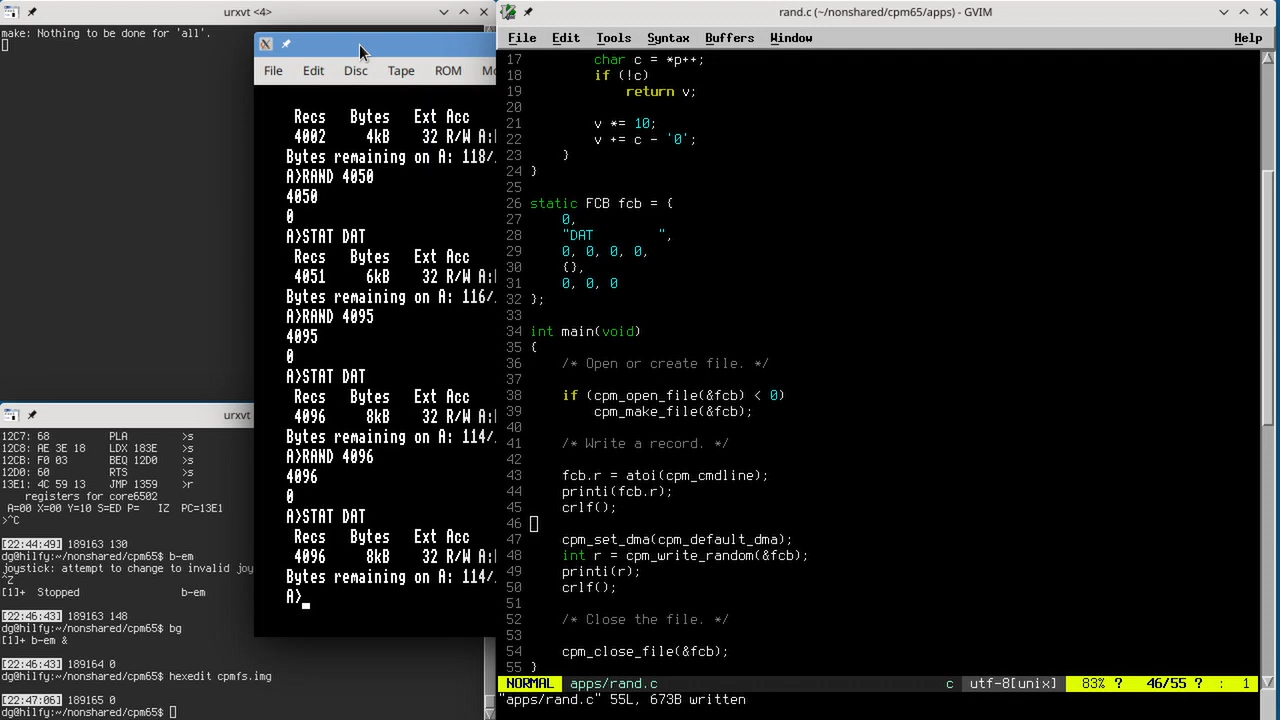 urxvt <4>
make: Nothing to be done for 'all'.
File Edit Disc Tape ROM
Recs Bytes Ext Acc
4002 4kB 32 R/W A:
Bytes remaining on A: 118/
A>RAND 4050
4050
0
A>STAT DAT
Recs Bytes Ext Acc
4051 6kB 32 R/W A:
Bytes remaining on A: 116/
A>RAND 4095
4095
0
A>STAT DAT
Recs Bytes Ext Acc
4096 8kB 32 R/W A:
Bytes remaining on A: 114/
A>RAND 4096
4096
0
A>STAT DAT
Recs Bytes Ext Acc
4096 8kB 32 R/W A:
Bytes remaining on A: 114/
A>
urxvt
12C7: 68 PLA >s
12C8: AE 3E 18 LDX 183E >s
12CB: F0 03 BEQ 12D0 >s
12D0: 60 RTS >s
13E1: 4C 59 13 JMP 1359 >r
registers for core6502
A=00 X=00 Y=10 S=ED P= IZ PC=13E1
>^C
[22:44:49] 189163 130
dg@hilfy:~/nonshared/cpm65$ b-em
joystick: attempt to change to invalid joy
^Z
[1]+ Stopped b-em
[22:46:43] 189163 148
dg@hilfy:~/nonshared/cpm65$ bg
[1]+ b-em &
[22:46:43] 189164 0
dg@hilfy:~/nonshared/cpm65$ hexedit cpmfs.img
[22:47:06] 189165 0
dg@hilfy:~/nonshared/cpm65$
rand.c (~/nonshared/cpm65/apps) - GVIM
File Edit Tools Syntax Buffers Window Help
17 char c = *p++;
18 if (!c)
19 return v;
20
21 v *= 10;
22 v += c - '0';
23 }
24 }
25
26 static FCB fcb = {
27 0,
28 "DAT        ",
29 0, 0, 0, 0,
30 {},
31 0, 0, 0
32 };
33
34 int main(void)
35 {
36 /* Open or create file. */
37
38 if (cpm_open_file(&fcb) < 0)
39 cpm_make_file(&fcb);
40
41 /* Write a record. */
42
43 fcb.r = atoi(cpm_cmdline);
44 printi(fcb.r);
45 crlf();
46
47 cpm_set_dma(cpm_default_dma);
48 int r = cpm_write_random(&fcb);
49 printi(r);
50 crlf();
51
52 /* Close the file. */
53
54 cpm_close_file(&fcb);
55 }
NORMAL apps/rand.c c utf-8[unix] 83% ? 46/55 ? : 1
"apps/rand.c" 55L, 673B written